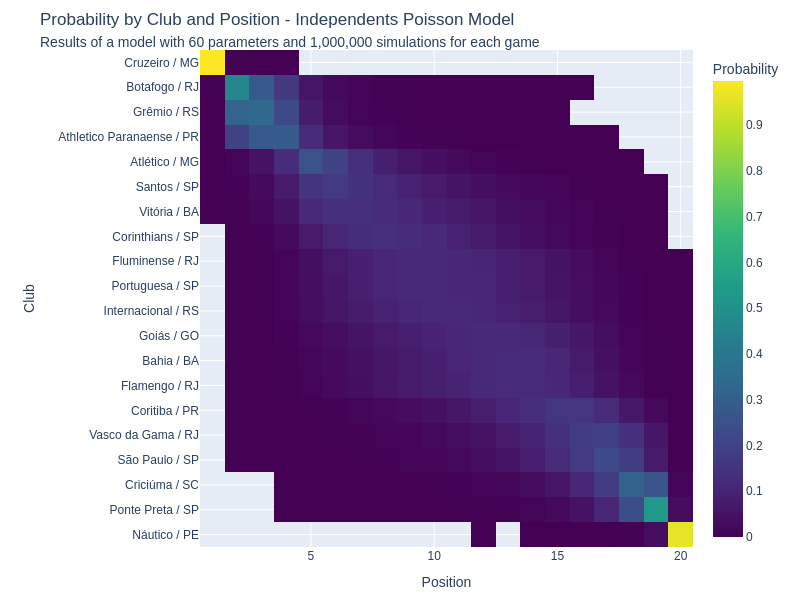 Probability by Club and Position - Independents Poisson Model
Results of a model with 60 parameters and 1,000,000 simulations for each game
Probability
Club
Cruzeiro / MG
Botafogo / RJ
Grêmio / RS
Athletico Paranaense / PR
Atlético / MG
Santos / SP
Vitória / BA
Corinthians / SP
Fluminense / RJ
Portuguesa / SP
Internacional / RS
Goiás / GO
Bahia / BA
Flamengo / RJ
Coritiba / PR
Vasco da Gama / RJ
São Paulo / SP
Criciúma / SC
Ponte Preta / SP
Náutico / PE
0.9
0.8
0.7
0.6
0.5
0.4
0.3
0.2
0.1
0
5 10 15 20
Position